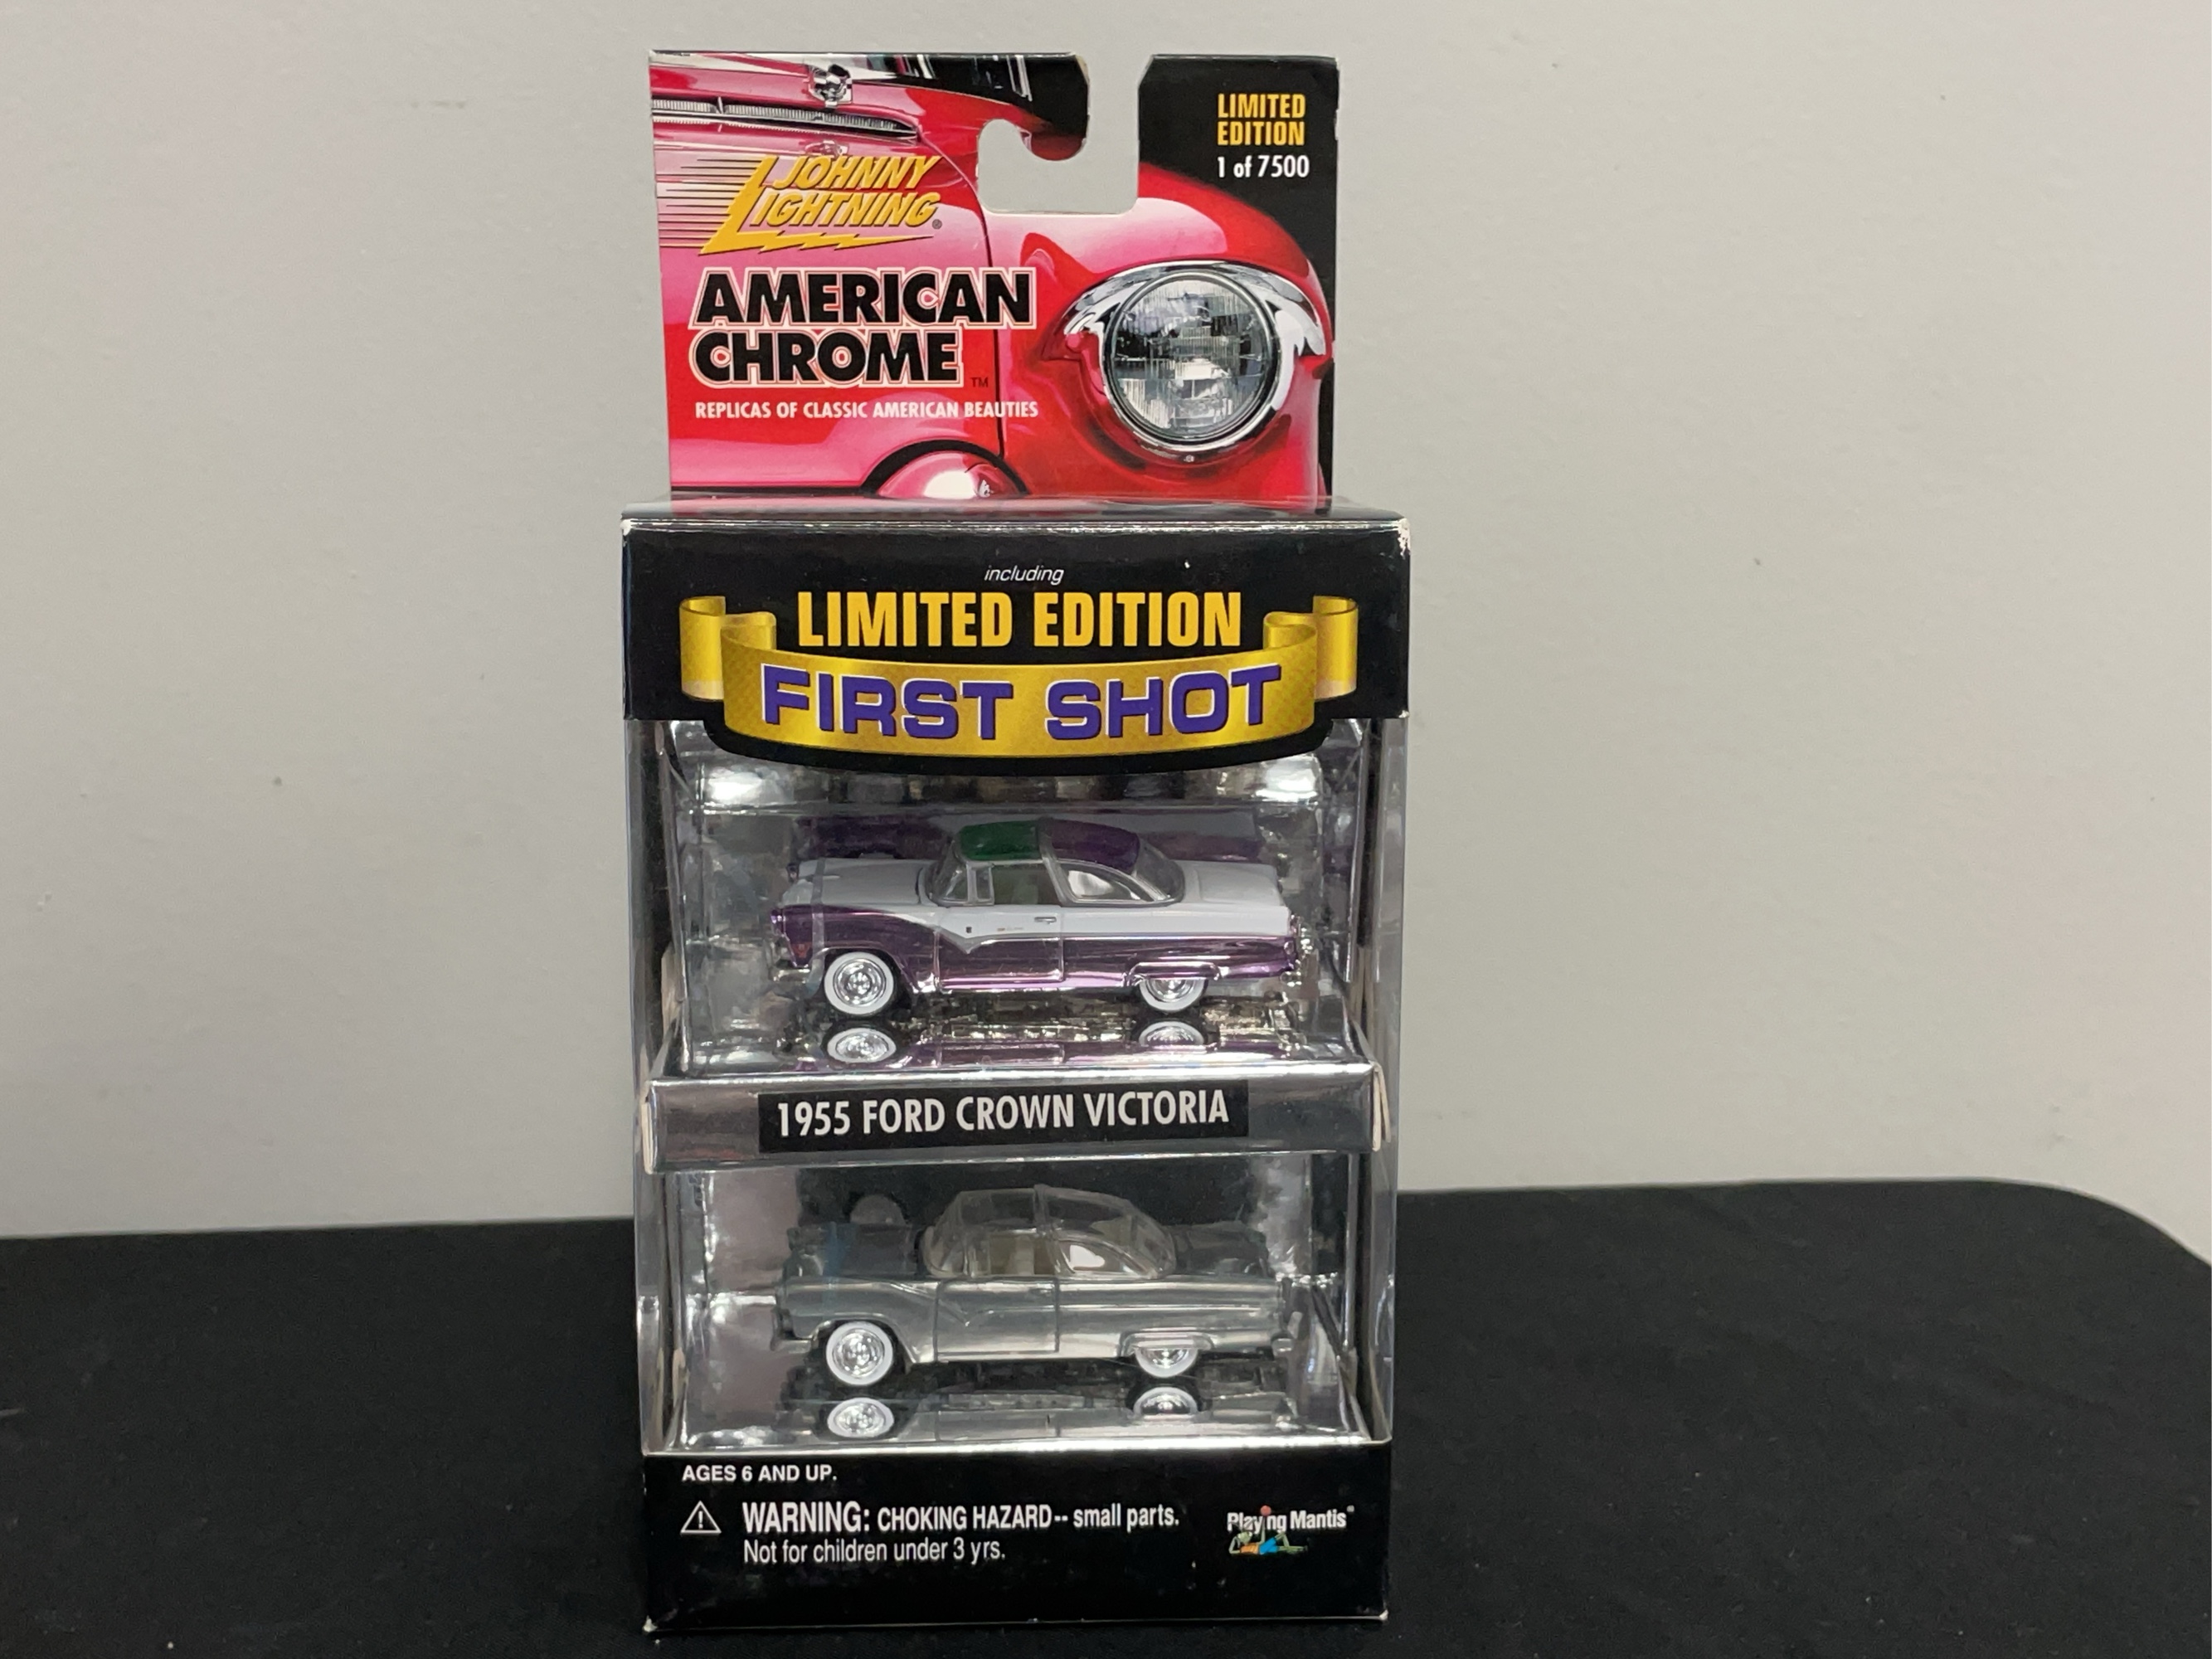 LIMITED
EDITION
1 of 7500
JOHNNY
LIGHTNING®
AMERICAN
CHROME™
REPLICAS OF CLASSIC AMERICAN BEAUTIES
including
LIMITED EDITION
FIRST SHOT
1955 FORD CROWN VICTORIA
AGES 6 AND UP.
WARNING: CHOKING HAZARD-- small parts.
Not for children under 3 yrs.
Playing Mantis®